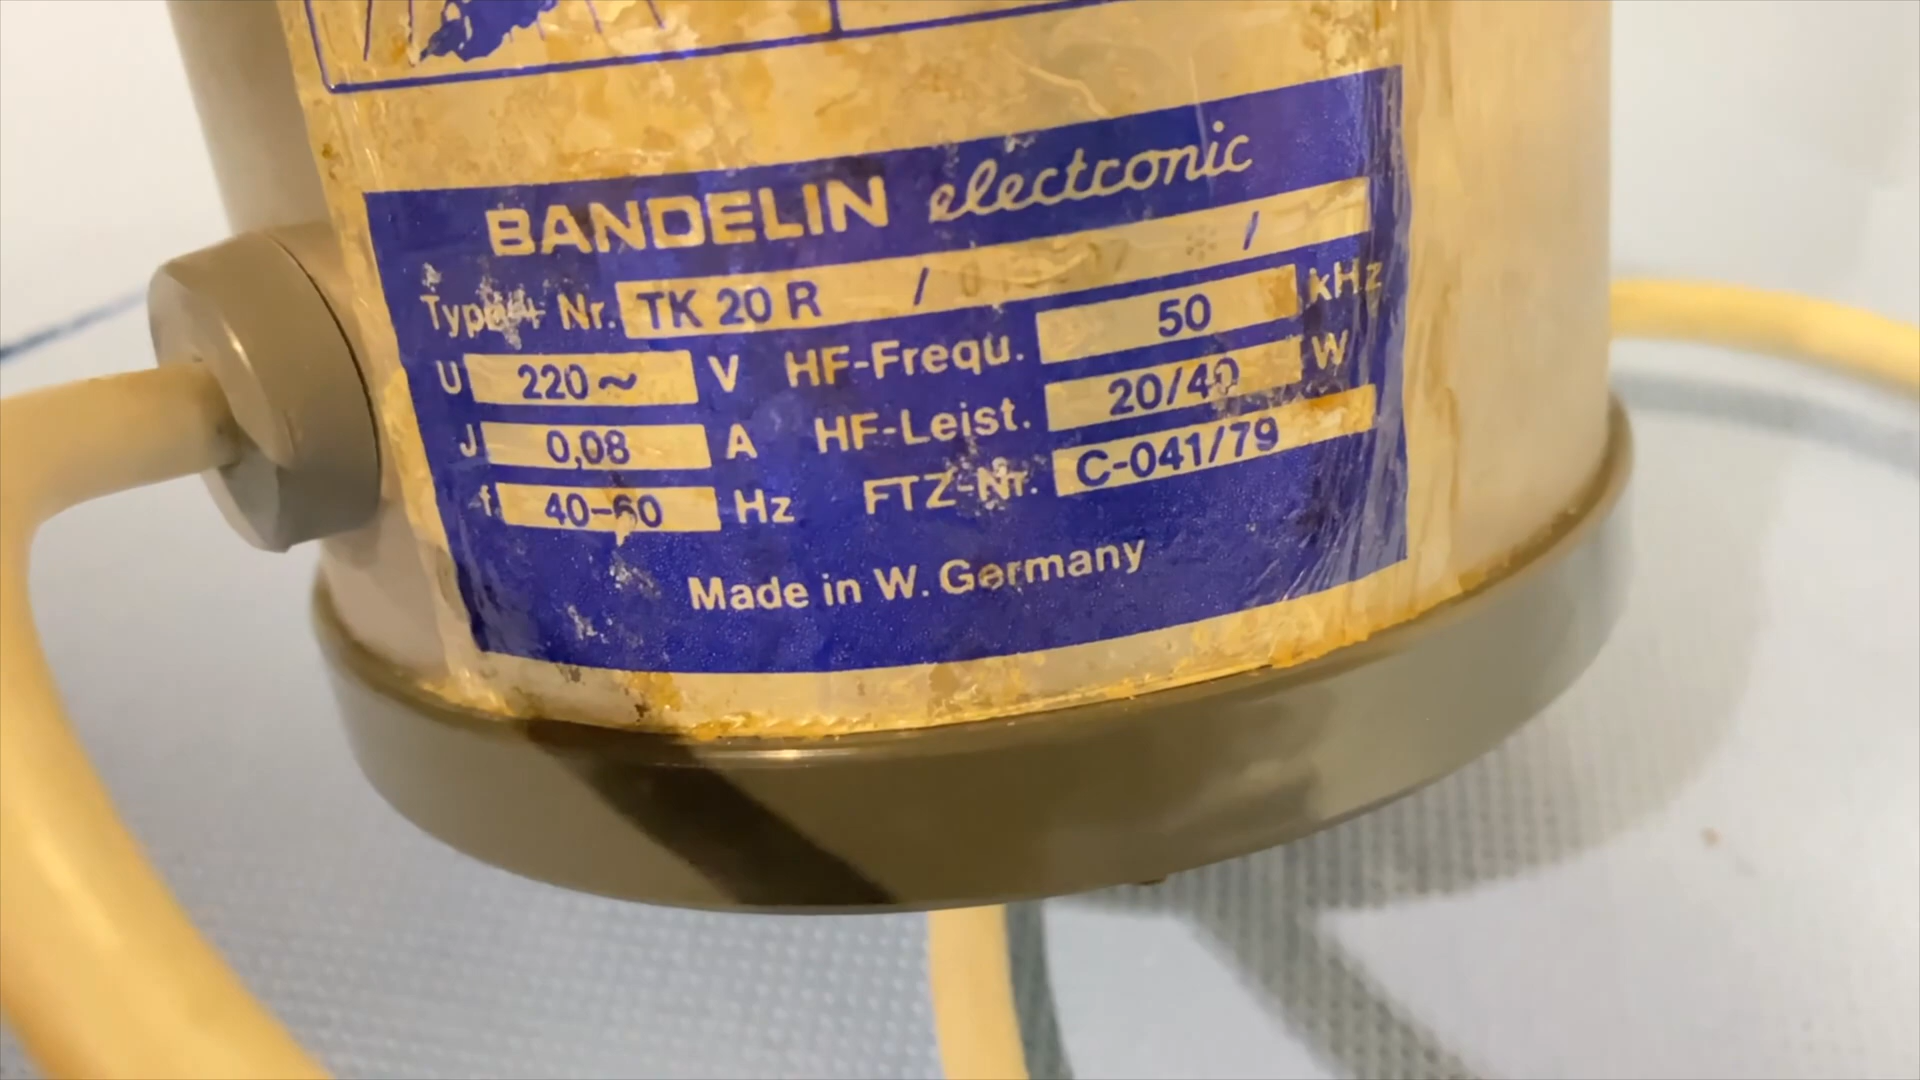 BANDELIN electronic
Type + Nr. TK 20 R / /
U 220~ V HF-Frequ. 50 kHz
J 0,08 A HF-Leist. 20/40 W
f 40-60 Hz FTZ-Nr. C-041/79
Made in W. Germany